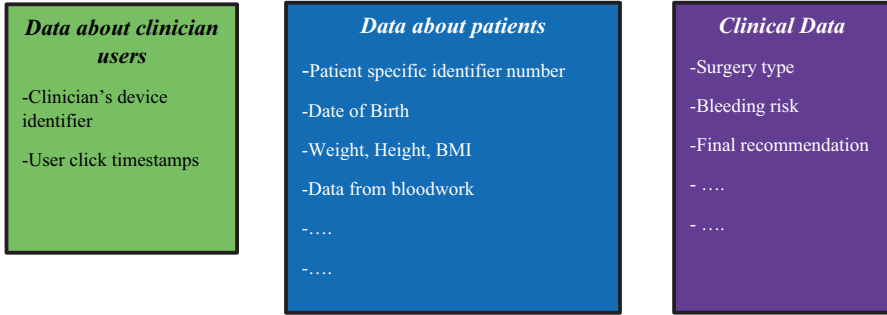 Data about clinician
users
-Clinician’s device
identifier
-User click timestamps
Data about patients
-Patient specific identifier number
-Date of Birth
-Weight, Height, BMI
-Data from bloodwork
-….
-….
Clinical Data
-Surgery type
-Bleeding risk
-Final recommendation
- ….
- ….